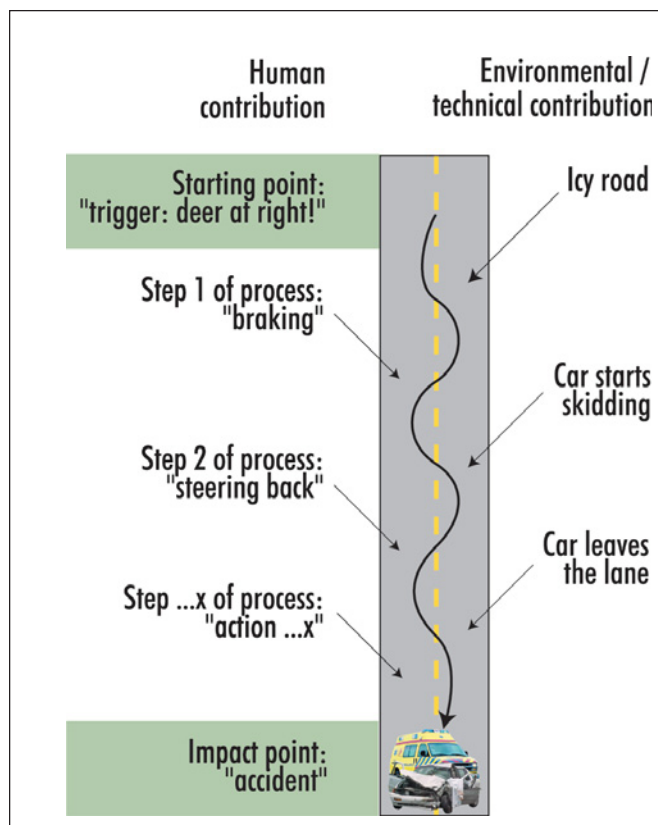 Human
contribution
Environmental /
technical contribution
Starting point:
"trigger: deer at right!"
Icy road
Step 1 of process:
"braking"
Car starts
skidding
Step 2 of process:
"steering back"
Car leaves
the lane
Step ...x of process:
"action ...x"
Impact point:
"accident"